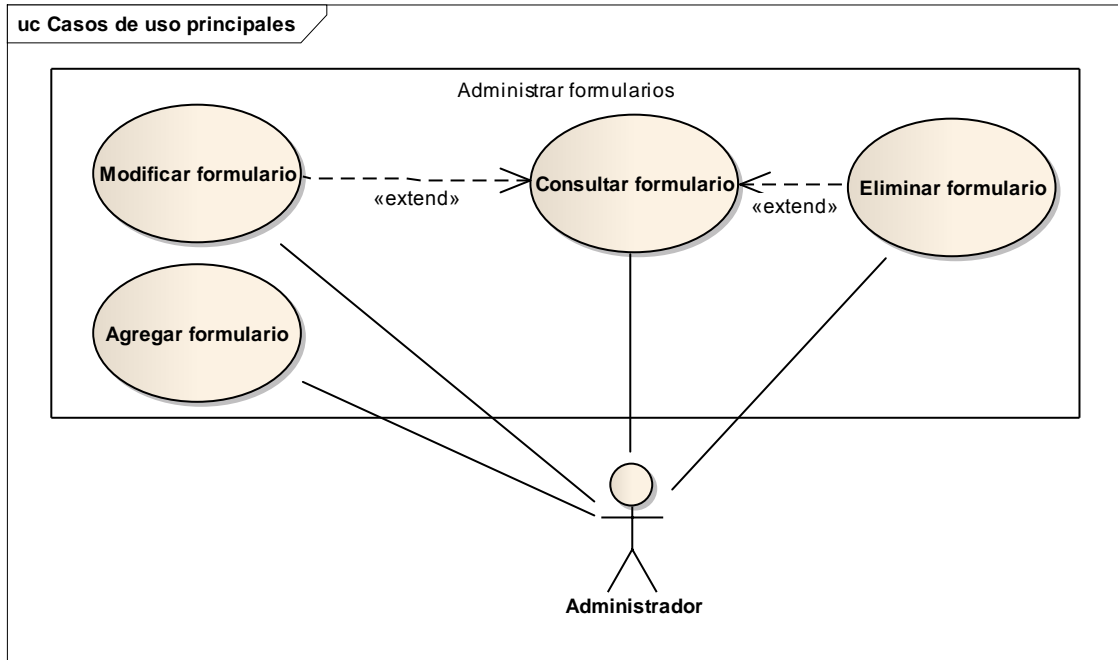 uc Casos de uso principales
Administrar formularios
Modificar formulario
«extend»
Consultar formulario
«extend»
Eliminar formulario
Agregar formulario
Administrador